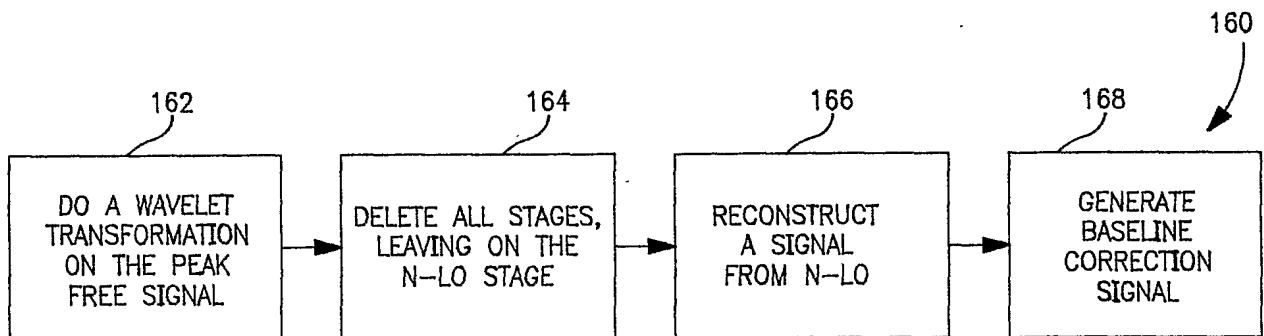 160
162
164
166
168
DO A WAVELET
TRANSFORMATION
ON THE PEAK
FREE SIGNAL
DELETE ALL STAGES,
LEAVING ON THE
N-LO STAGE
RECONSTRUCT
A SIGNAL
FROM N-LO
GENERATE
BASELINE
CORRECTION
SIGNAL